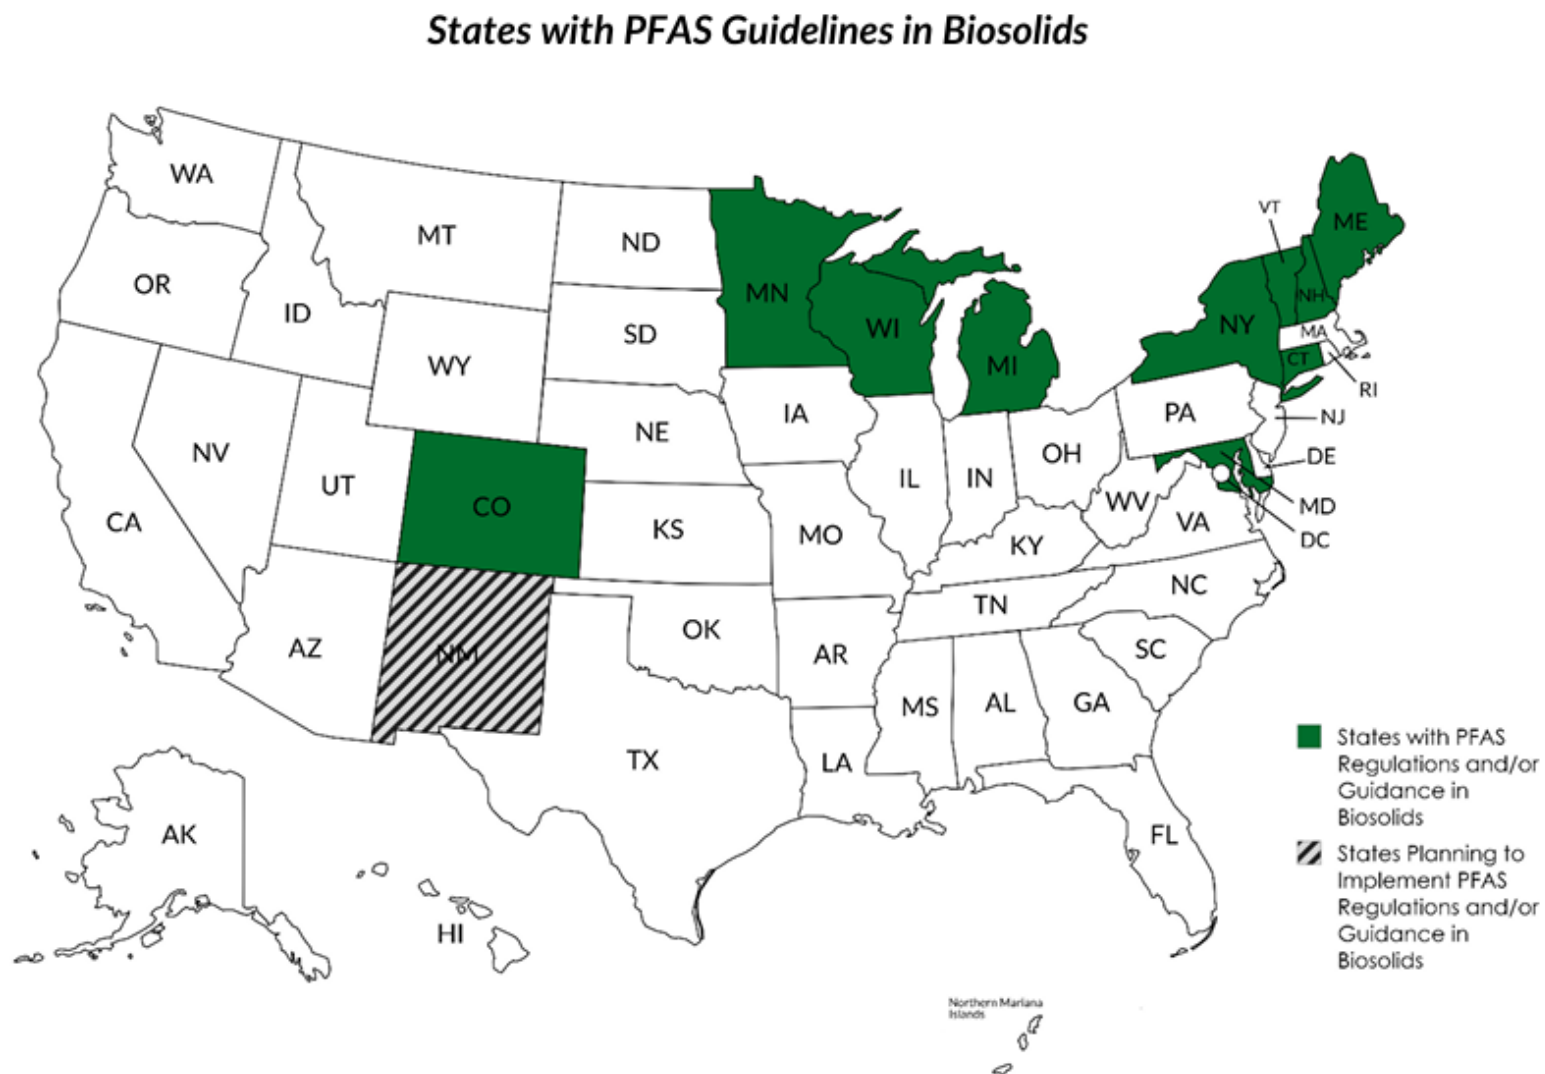 States with PFAS Guidelines in Biosolids
WA
MT
ND
MN
VT
ME
OR
ID
SD
WI
NY
NH
MA
WY
MI
CT
RI
IA
PA
NJ
NV
NE
OH
DE
UT
CO
IL
IN
WV
MD
CA
KS
MO
KY
VA
DC
AZ
NM
OK
TN
NC
AR
SC
MS
AL
GA
TX
LA
States with PFAS
Regulations and/or
Guidance in
Biosolids
AK
FL
States Planning to
Implement PFAS
Regulations and/or
Guidance in
Biosolids
HI
Northern Mariana
Islands